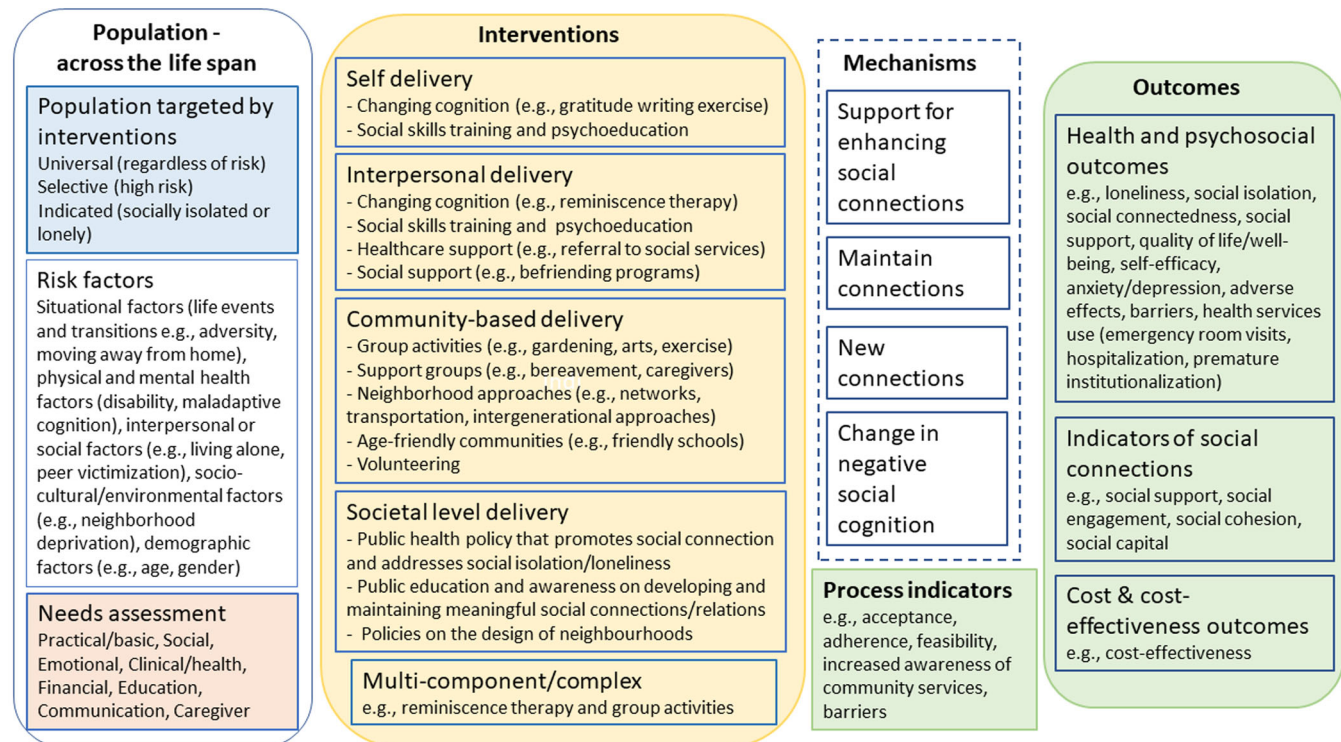 Population -
across the life span
Population targeted by
interventions
Universal (regardless of risk)
Selective (high risk)
Indicated (socially isolated or
lonely)
Risk factors
Situational factors (life events
and transitions e.g., adversity,
moving away from home),
physical and mental health
factors (disability, maladaptive
cognition), interpersonal or
social factors (e.g., living alone,
peer victimization), socio-
cultural/environmental factors
(e.g., neighborhood
deprivation), demographic
factors (e.g., age, gender)
Needs assessment
Practical/basic, Social,
Emotional, Clinical/health,
Financial, Education,
Communication, Caregiver
Interventions
Self delivery
- Changing cognition (e.g., gratitude writing exercise)
- Social skills training and psychoeducation
Interpersonal delivery
- Changing cognition (e.g., reminiscence therapy)
- Social skills training and psychoeducation
- Healthcare support (e.g., referral to social services)
- Social support (e.g., befriending programs)
Community-based delivery
- Group activities (e.g., gardening, arts, exercise)
- Support groups (e.g., bereavement, caregivers)
- Neighborhood approaches (e.g., networks,
transportation, intergenerational approaches)
- Age-friendly communities (e.g., friendly schools)
- Volunteering
Societal level delivery
- Public health policy that promotes social connection
and addresses social isolation/loneliness
- Public education and awareness on developing and
maintaining meaningful social connections/relations
- Policies on the design of neighbourhoods
Multi-component/complex
e.g., reminiscence therapy and group activities
Mechanisms
Support for
enhancing
social
connections
Maintain
connections
New
connections
Change in
negative
social
cognition
Process indicators
e.g., acceptance,
adherence, feasibility,
increased awareness of
community services,
barriers
Outcomes
Health and psychosocial
outcomes
e.g., loneliness, social isolation,
social connectedness, social
support, quality of life/well-
being, self-efficacy,
anxiety/depression, adverse
effects, barriers, health services
use (emergency room visits,
hospitalization, premature
institutionalization)
Indicators of social
connections
e.g., social support, social
engagement, social cohesion,
social capital
Cost & cost-
effectiveness outcomes
e.g., cost-effectiveness